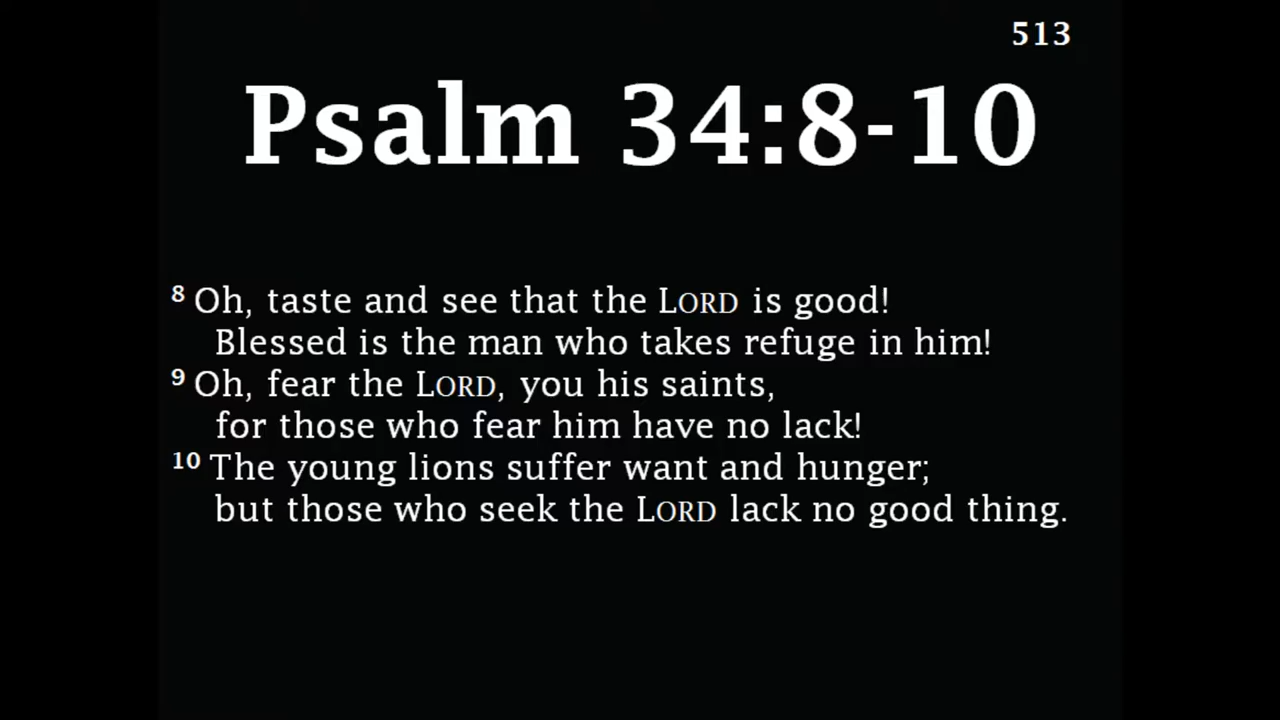 513
Psalm 34:8-10
8 Oh, taste and see that the LORD is good!
Blessed is the man who takes refuge in him!
9 Oh, fear the LORD, you his saints,
for those who fear him have no lack!
10 The young lions suffer want and hunger;
but those who seek the LORD lack no good thing.